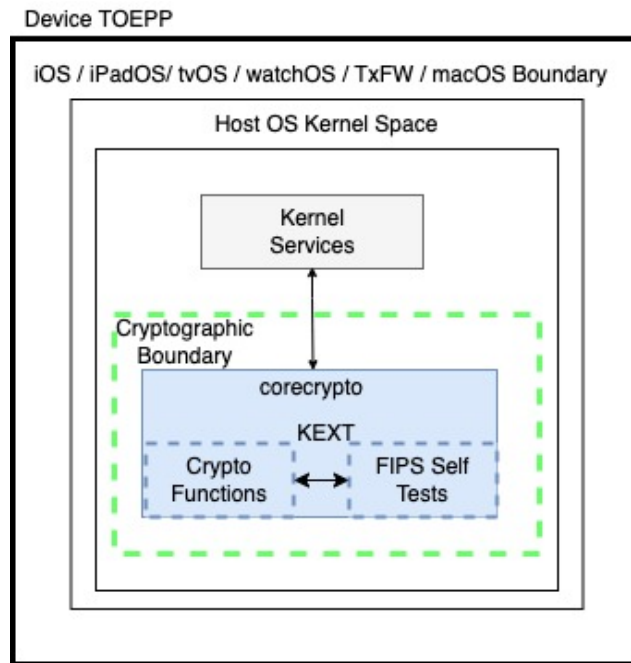 Device TOEPP
iOS / iPadOS/ tvOS / watchOS / TxFW / macOS Boundary
Host OS Kernel Space
Kernel
Services
Cryptographic
Boundary
corecrypto
KEXT
Crypto
Functions
FIPS Self
Tests